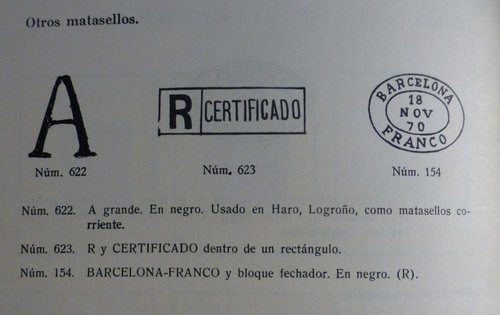 Otros matasellos.
A
R CERTIFICADO
BARCELONA
18
NOV
70
FRANCO
Núm. 622
Núm. 623
Núm. 154
Núm. 622. A grande. En negro. Usado en Haro, Logroño, como matasellos co-
rriente.
Núm. 623. R y CERTIFICADO dentro de un rectángulo.
Núm. 154. BARCELONA-FRANCO y bloque fechador. En negro. (R).